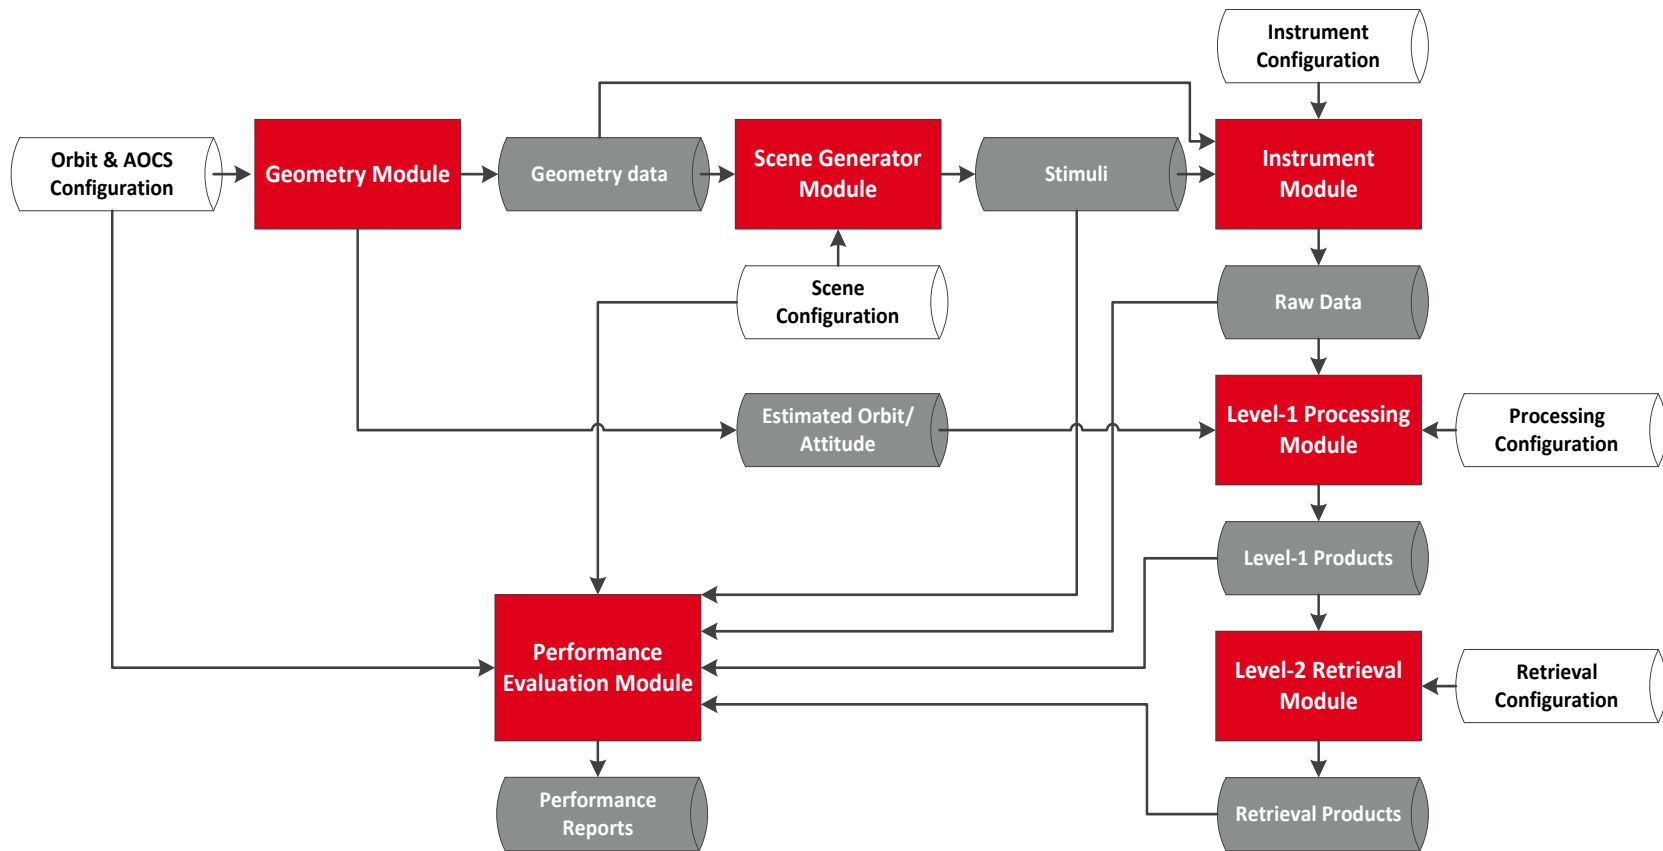 Instrument
Configuration
Orbit & AOCS
Configuration
Geometry Module
Geometry data
Scene Generator
Module
Stimuli
Instrument
Module
Scene
Configuration
Raw Data
Estimated Orbit/
Attitude
Level-1 Processing
Module
Processing
Configuration
Level-1 Products
Performance
Evaluation Module
Level-2 Retrieval
Module
Retrieval
Configuration
Performance
Reports
Retrieval Products